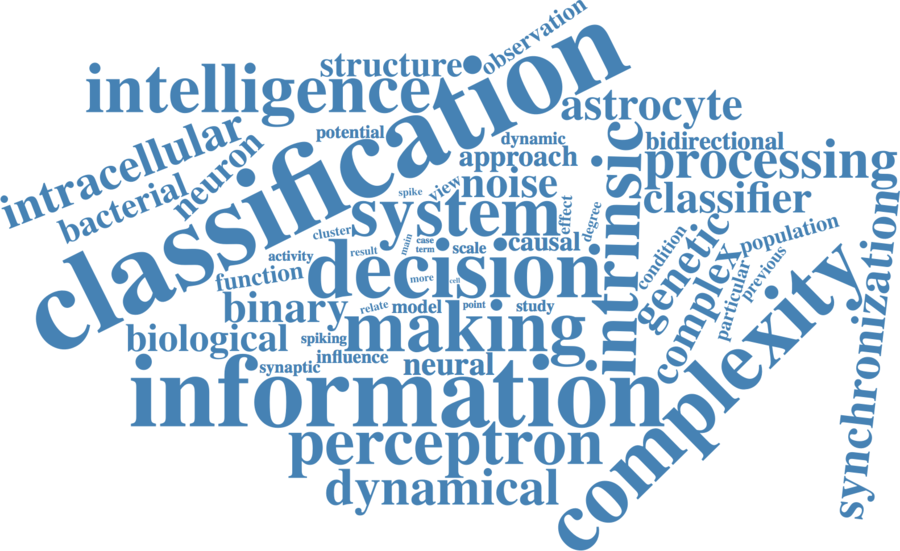 observation
structure
intelligence
classification
astrocyte
intracellular
potential
dynamic
bidirectional
neuron
approach
intrinsic
processing
bacterial
spike
view
noise
classifier
system
effect
degree
cluster
causal
condition
genetic
population
synchronization
main
case
term
result
scale
activity
decision
complex
particular
previous
function
more
cell
binary
relate
model
point
study
making
complexity
biological
spiking
influence
synaptic
neural
information
perceptron
dynamical